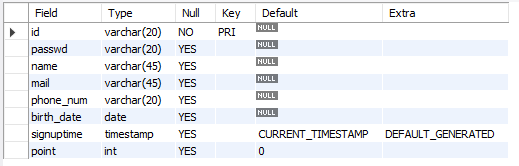 Field Type Null Key Default Extra
id varchar(20) NO PRI NULL
passwd varchar(20) YES NULL
name varchar(45) YES NULL
mail varchar(45) YES NULL
phone_num varchar(20) YES NULL
birth_date date YES NULL
signuptime timestamp YES CURRENT_TIMESTAMP DEFAULT_GENERATED
point int YES 0